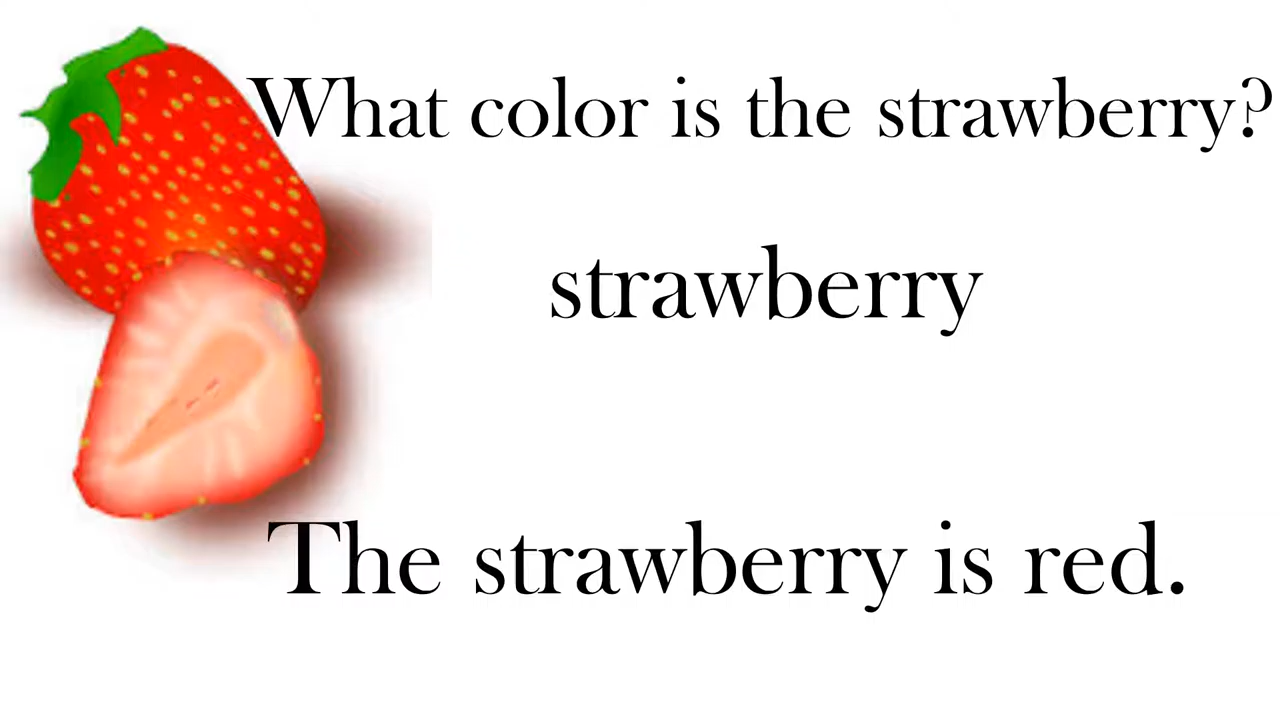 What color is the strawberry?
strawberry
The strawberry is red.